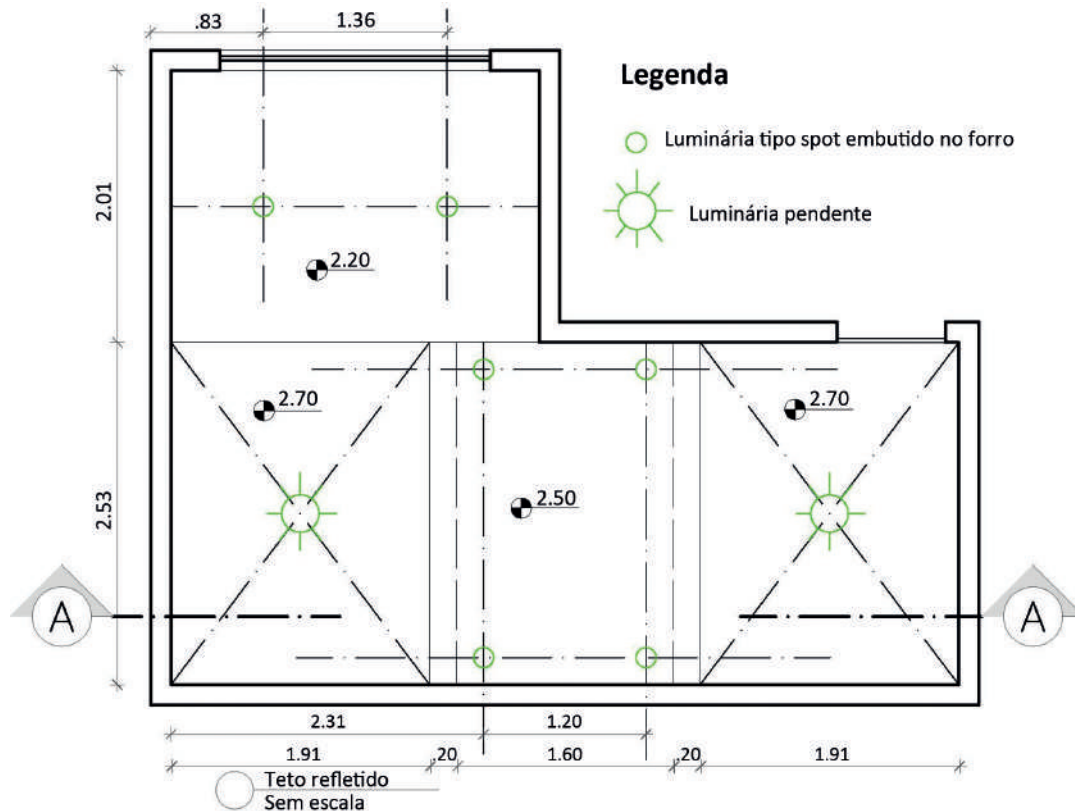 .83
1.36
Legenda
Luminária tipo spot embutido no forro
Luminária pendente
2.01
2.20
2.70
2.70
2.53
2.50
A
A
2.31
1.20
1.91
.20
1.60
.20
1.91
Teto refletido
Sem escala